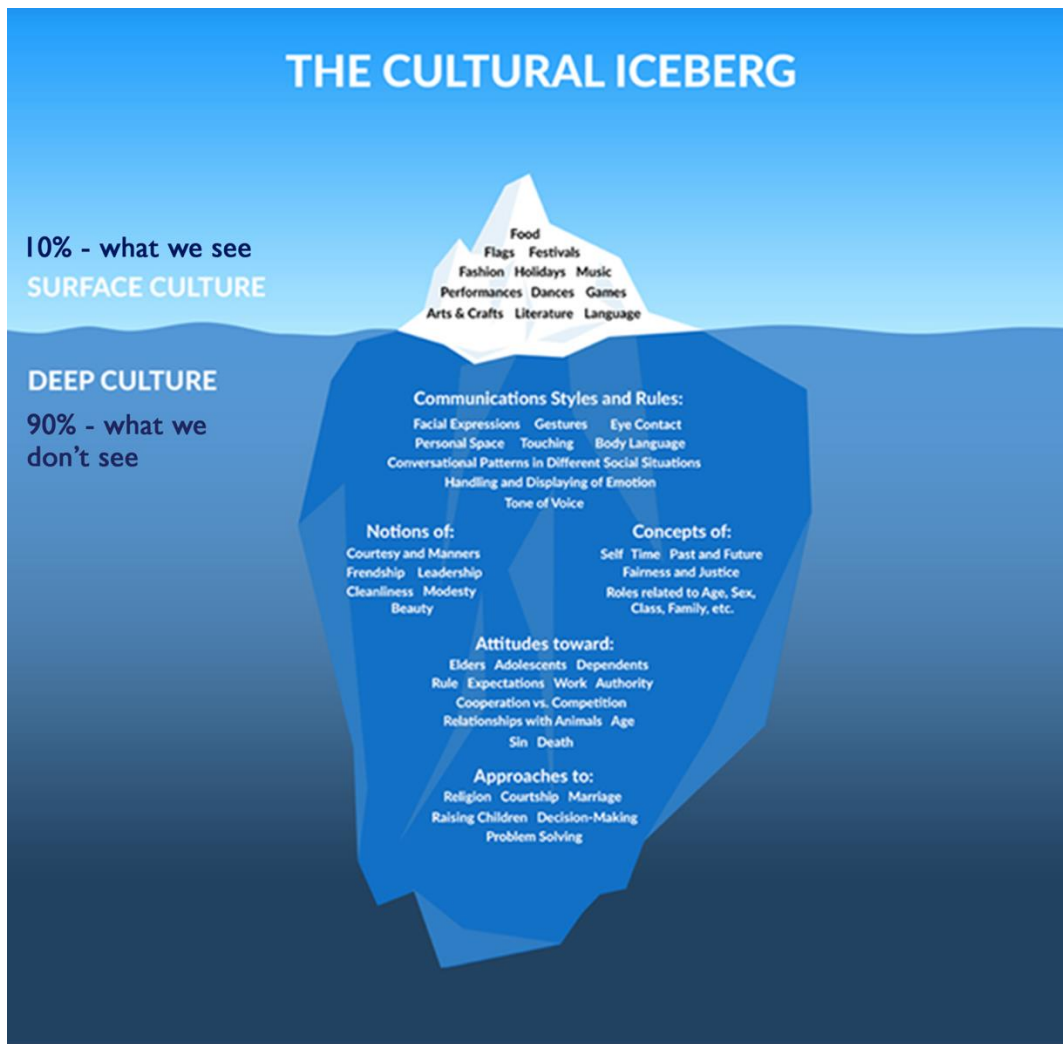 THE CULTURAL ICEBERG
10% - what we see
SURFACE CULTURE
Food
Flags Festivals
Fashion Holidays Music
Performances Dances Games
Arts & Crafts Literature Language
DEEP CULTURE
90% - what we
don't see
Communications Styles and Rules:
Facial Expressions Gestures Eye Contact
Personal Space Touching Body Language
Conversational Patterns in Different Social Situations
Handling and Displaying of Emotion
Tone of Voice
Notions of:
Courtesy and Manners
Frendship Leadership
Cleanliness Modesty
Beauty
Concepts of:
Self Time Past and Future
Fairness and Justice
Roles related to Age, Sex,
Class, Family, etc.
Attitudes toward:
Elders Adolescents Dependents
Rule Expectations Work Authority
Cooperation vs. Competition
Relationships with Animals Age
Sin Death
Approaches to:
Religion Courtship Marriage
Raising Children Decision-Making
Problem Solving